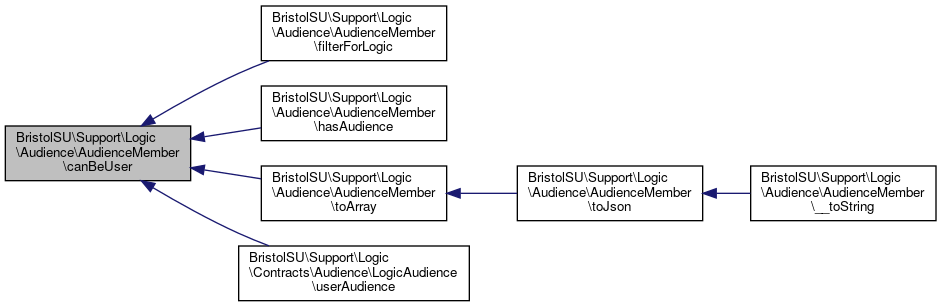 BristolSU\Support\Logic
\Audience\AudienceMember
\filterForLogic
BristolSU\Support\Logic
\Audience\AudienceMember
\hasAudience
BristolSU\Support\Logic
\Audience\AudienceMember
\canBeUser
BristolSU\Support\Logic
\Audience\AudienceMember
\toArray
BristolSU\Support\Logic
\Audience\AudienceMember
\toJson
BristolSU\Support\Logic
\Audience\AudienceMember
\__toString
BristolSU\Support\Logic
\Contracts\Audience\LogicAudience
\userAudience